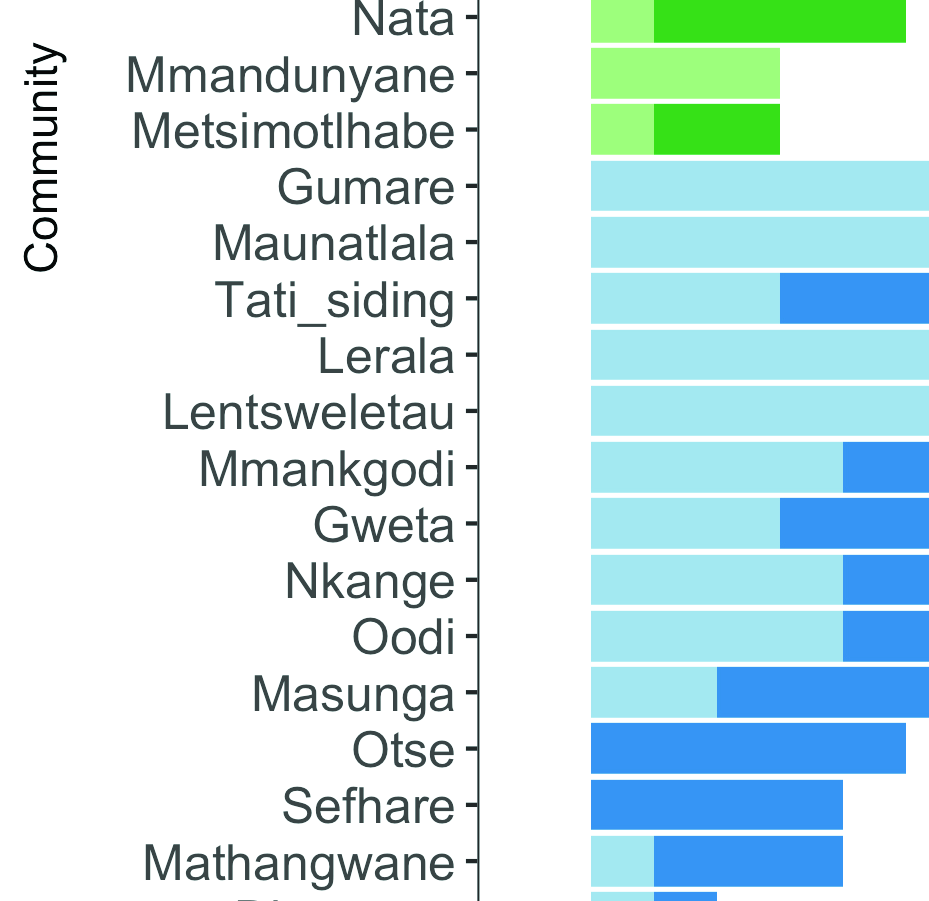 Community
Nata
Mmandunyane
Metsimotlhabe
Gumare
Maunatlala
Tati_siding
Lerala
Lentsweletau
Mmankgodi
Gweta
Nkange
Oodi
Masunga
Otse
Sefhare
Mathangwane